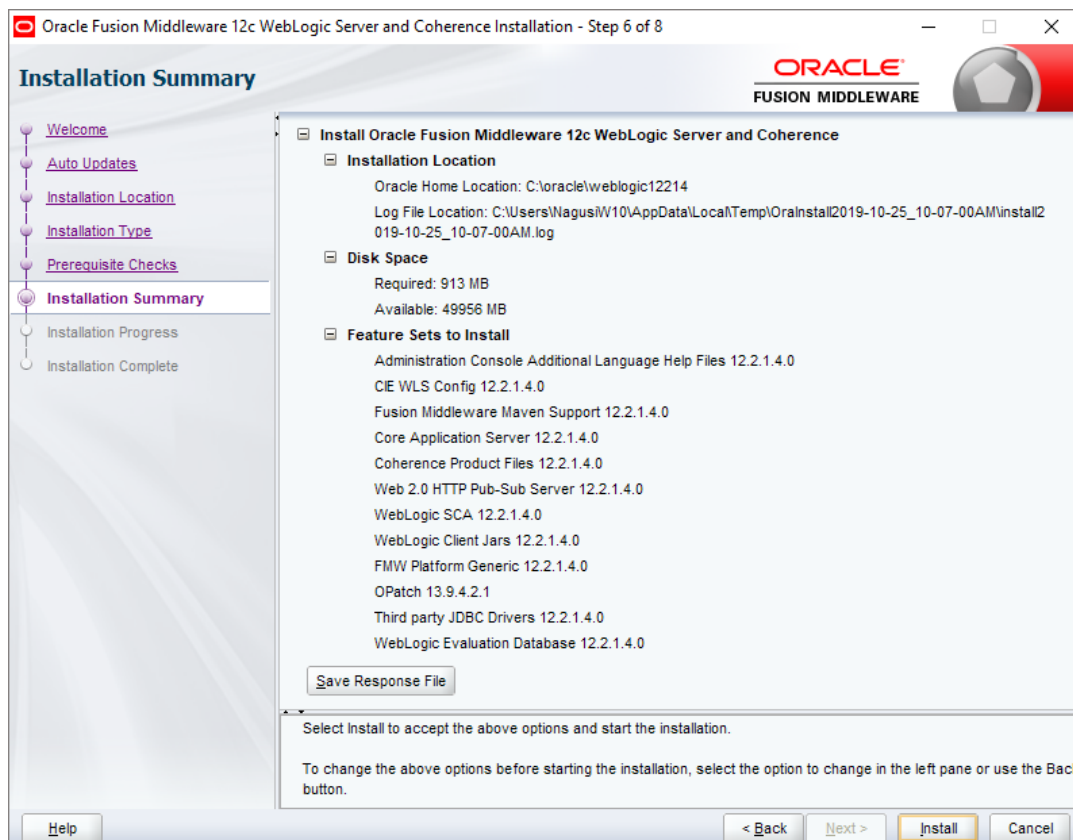 Oracle Fusion Middleware 12c WebLogic Server and Coherence Installation - Step 6 of 8
Installation Summary
ORACLE
FUSION MIDDLEWARE
Welcome
Auto Updates
Installation Location
Installation Type
Prerequisite Checks
Installation Summary
Installation Progress
Installation Complete
Install Oracle Fusion Middleware 12c WebLogic Server and Coherence
Installation Location
Oracle Home Location: C:\oracle\weblogic12214
Log File Location: C:\Users\NagusiW10\AppData\Local\Temp\OraInstall2019-10-25_10-07-00AM\install2
019-10-25_10-07-00AM.log
Disk Space
Required: 913 MB
Available: 49956 MB
Feature Sets to Install
Administration Console Additional Language Help Files 12.2.1.4.0
CIE WLS Config 12.2.1.4.0
Fusion Middleware Maven Support 12.2.1.4.0
Core Application Server 12.2.1.4.0
Coherence Product Files 12.2.1.4.0
Web 2.0 HTTP Pub-Sub Server 12.2.1.4.0
WebLogic SCA 12.2.1.4.0
WebLogic Client Jars 12.2.1.4.0
FMW Platform Generic 12.2.1.4.0
OPatch 13.9.4.2.1
Third party JDBC Drivers 12.2.1.4.0
WebLogic Evaluation Database 12.2.1.4.0
Save Response File
Select Install to accept the above options and start the installation.
To change the above options before starting the installation, select the option to change in the left pane or use the Bac
button.
Help
< Back
Next >
Install
Cancel